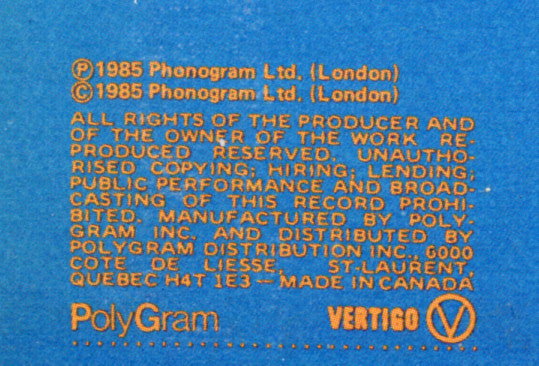 ℗1985 Phonogram Ltd. (London)
©1985 Phonogram Ltd. (London)
ALL RIGHTS OF THE PRODUCER AND
OF THE OWNER OF THE WORK RE-
PRODUCED RESERVED. UNAUTHO-
RISED COPYING; HIRING; LENDING;
PUBLIC PERFORMANCE AND BROAD-
CASTING OF THIS RECORD PROHI-
BITED. MANUFACTURED BY POLY-
GRAM INC. AND DISTRIBUTED BY
POLYGRAM DISTRIBUTION INC., 6000
COTE DE LIESSE, ST-LAURENT,
QUEBEC H4T 1E3 — MADE IN CANADA
PolyGram VERTIGO V